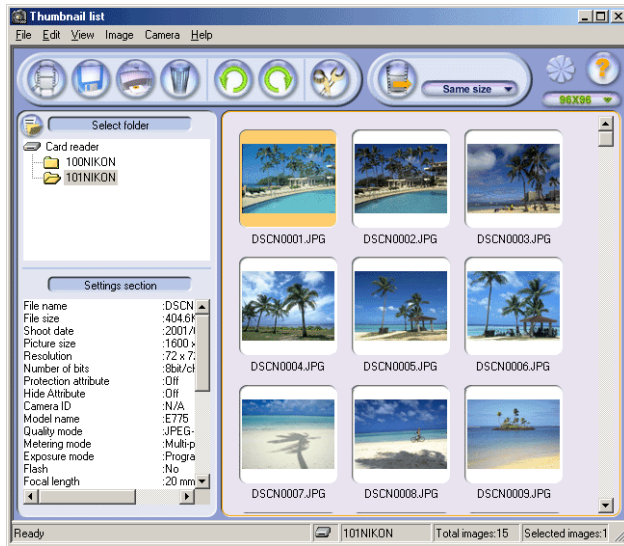 Thumbnail list
File Edit View Image Camera Help
Same size
96X96
Select folder
Card reader
100NIKON
101NIKON
DSCN0001.JPG DSCN0002.JPG DSCN0003.JPG
Settings section
File name :DSCN
File size :404.6K
Shoot date :2001/
Picture size :1600 x
Resolution :72 x 7
Number of bits :8bit/c
Protection attribute :Off
Hide Attribute :Off
Camera ID :N/A
Model name :E775
Quality mode :JPEG-
Metering mode :Multi-p
Exposure mode :Progra
Flash :No
Focal length :20 mm
DSCN0004.JPG DSCN0005.JPG DSCN0006.JPG
DSCN0007.JPG DSCN0008.JPG DSCN0009.JPG
Ready 101NIKON Total images:15 Selected images:1